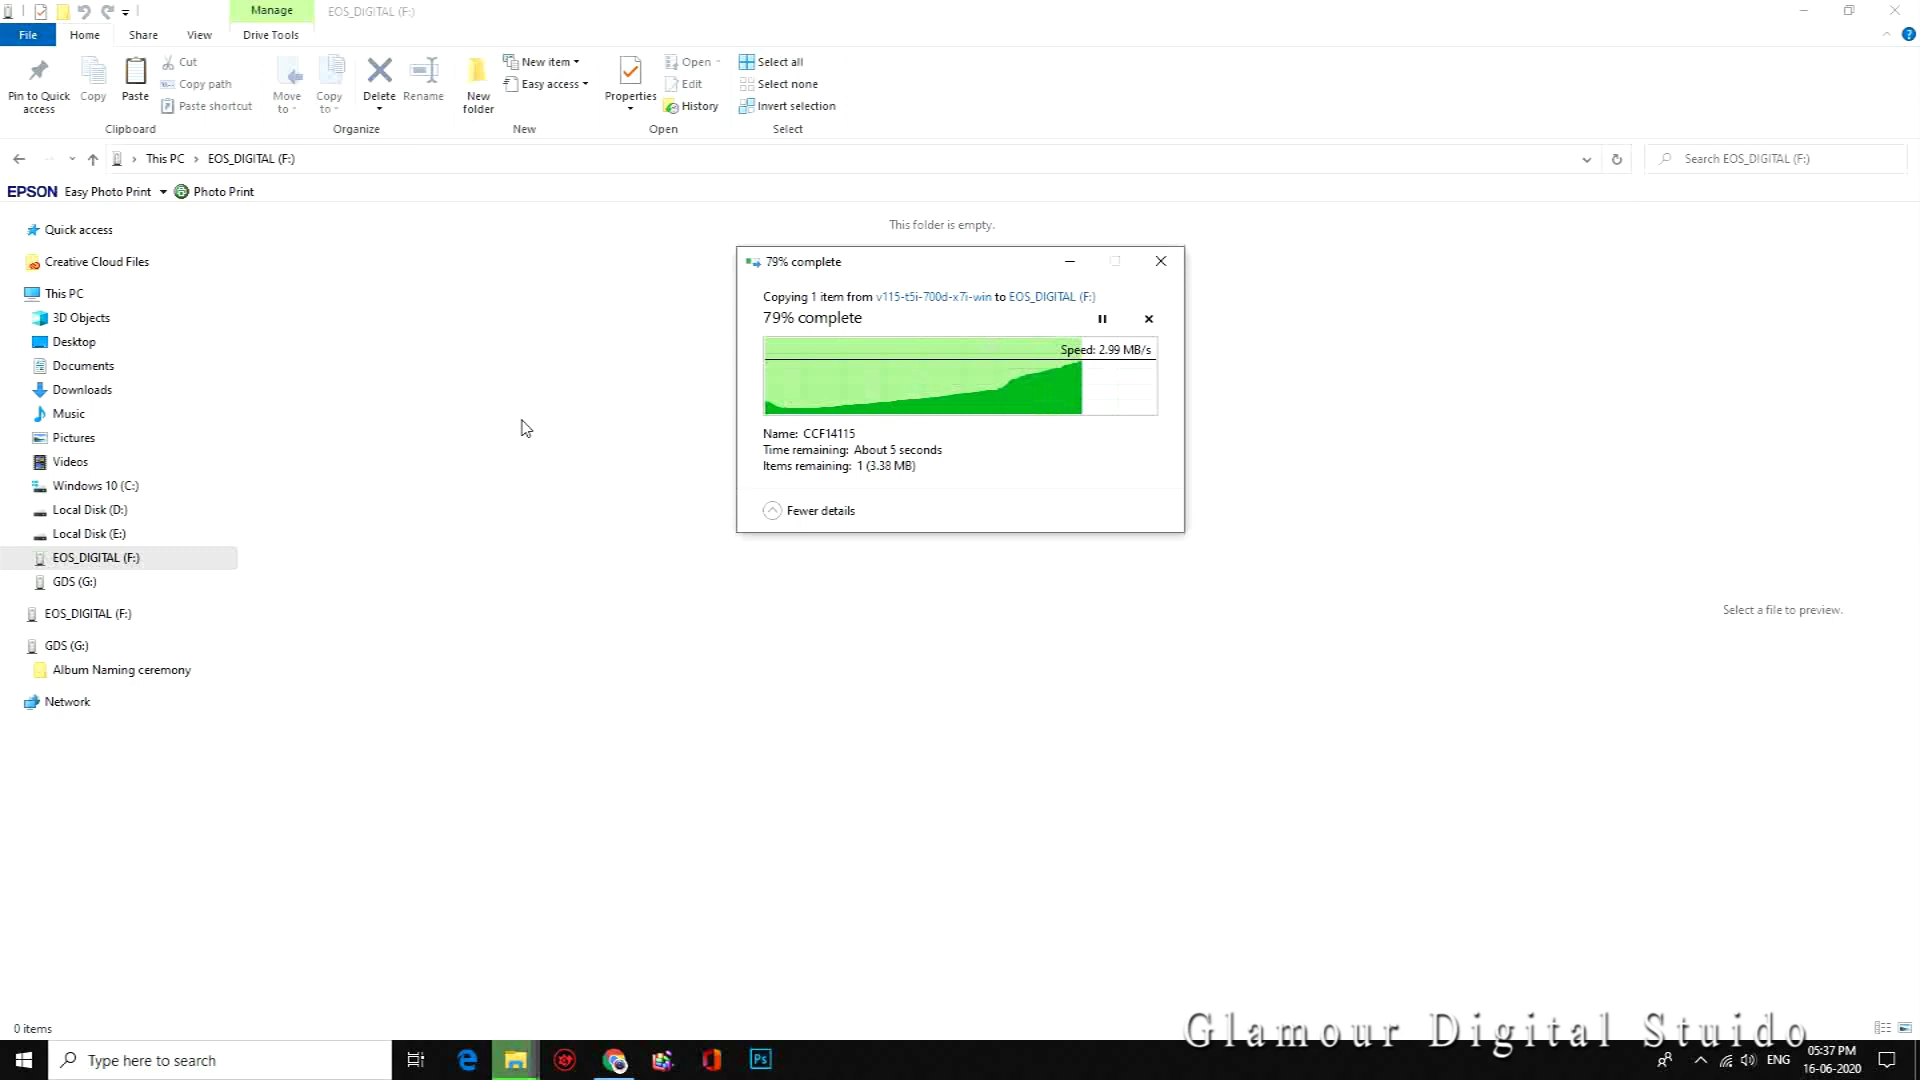 Manage
EOS_DIGITAL (F:)
File
Home
Share
View
Drive Tools
Pin to Quick access
Copy
Paste
Cut
Copy path
Paste shortcut
Clipboard
Move to
Copy to
Delete
Rename
Organize
New folder
New item
Easy access
New
Properties
Open
Edit
History
Open
Select all
Select none
Invert selection
Select
This PC
EOS_DIGITAL (F:)
Search EOS_DIGITAL (F:)
EPSON Easy Photo Print Photo Print
Quick access
Creative Cloud Files
This PC
3D Objects
Desktop
Documents
Downloads
Music
Pictures
Videos
Windows 10 (C:)
Local Disk (D:)
Local Disk (E:)
EOS_DIGITAL (F:)
GDS (G:)
EOS_DIGITAL (F:)
GDS (G:)
Album Naming ceremony
Network
This folder is empty.
79% complete
Copying 1 item from v115-t5i-700d-x7i-win to EOS_DIGITAL (F:)
79% complete
Speed: 2.99 MB/s
Name: CCF14115
Time remaining: About 5 seconds
Items remaining: 1 (3.38 MB)
Fewer details
Select a file to preview.
0 items
Glamour Digital Stuido
Type here to search
Ps
ENG
05:37 PM
16-06-2020